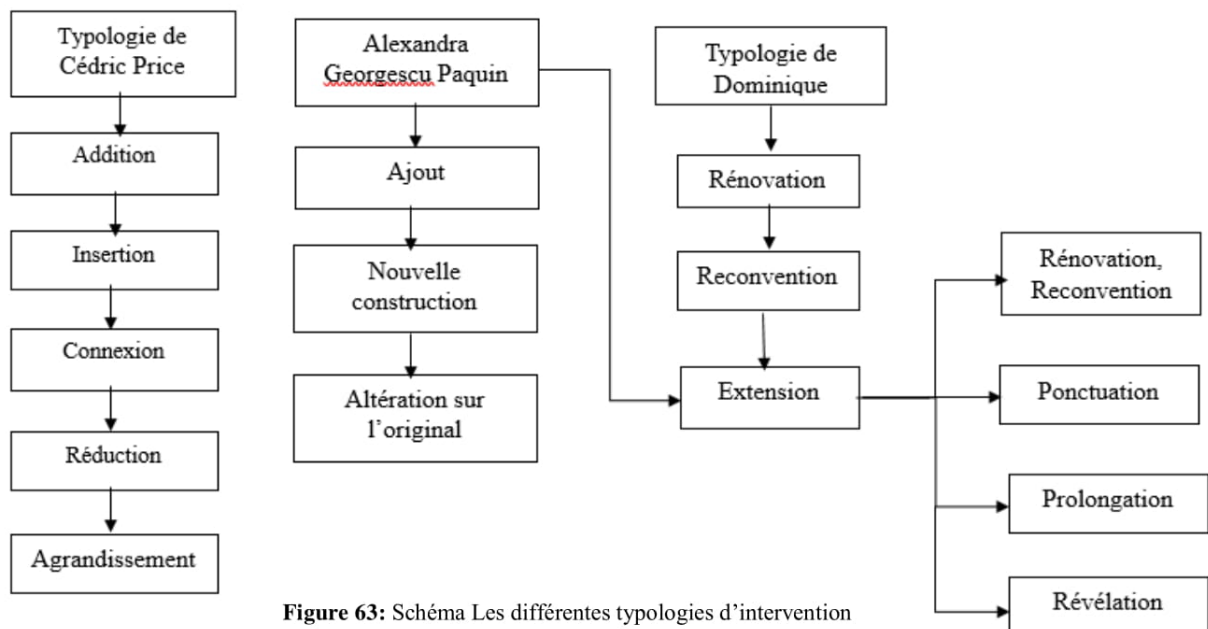 Typologie de
Cédric Price
Addition
Insertion
Connexion
Réduction
Agrandissement
Alexandra
Georgescu Paquin
Ajout
Nouvelle
construction
Altération sur
l'original
Typologie de
Dominique
Rénovation
Reconvention
Extension
Rénovation,
Reconvention
Ponctuation
Prolongation
Révélation
Figure 63: Schéma Les différentes typologies d'intervention